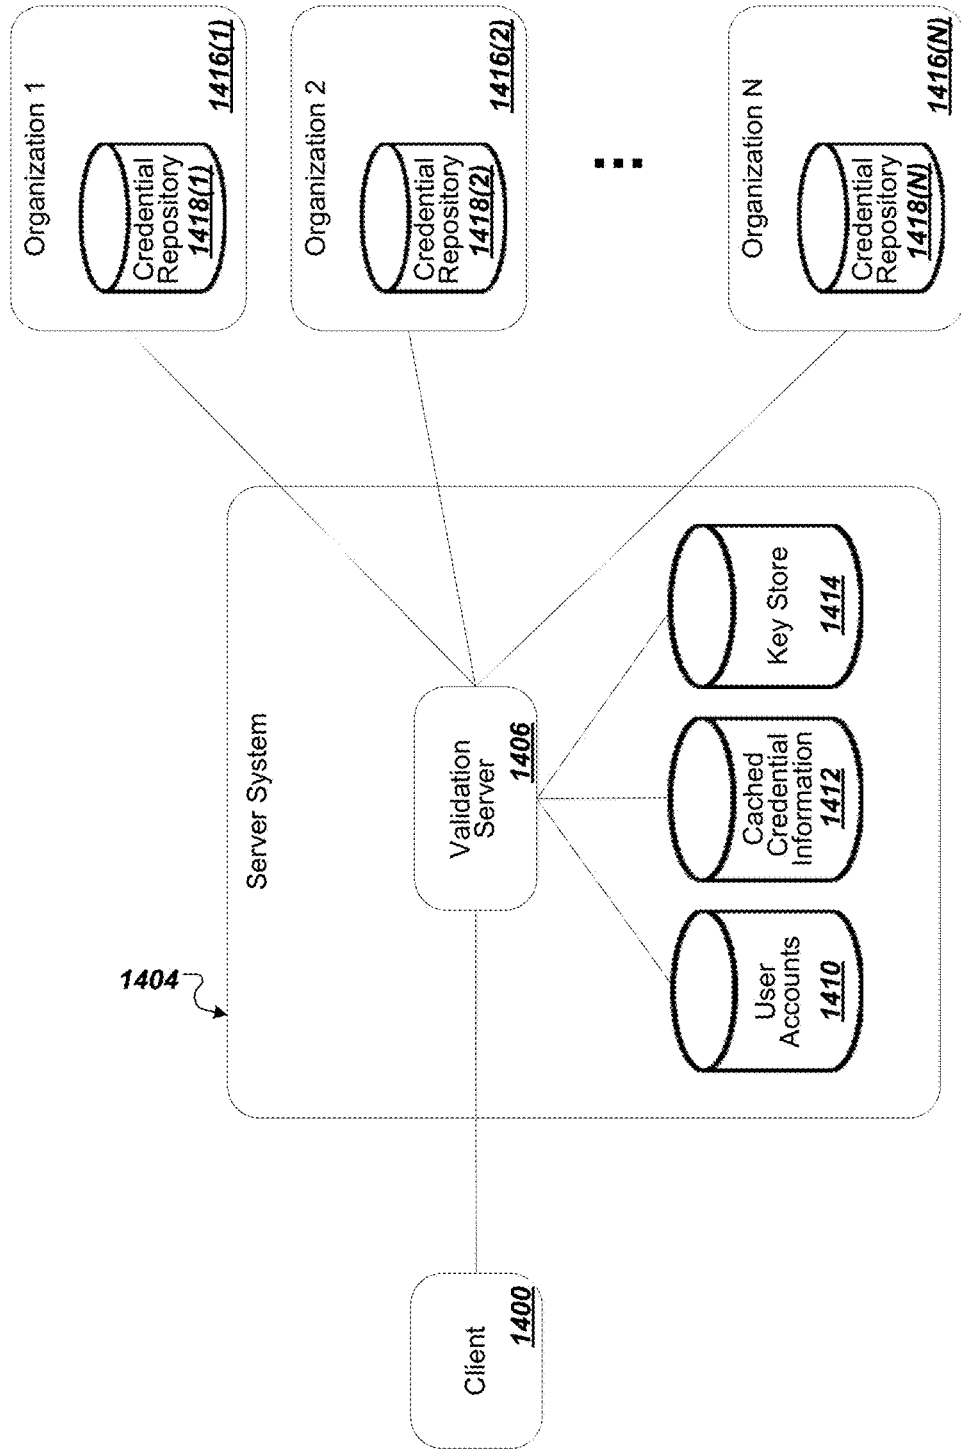 Client
1400
1404
Server System
Validation
Server
1406
User
Accounts
1410
Cached
Credential
Information
1412
Key Store
1414
Organization 1
Credential
Repository
1418(1)
1416(1)
Organization 2
Credential
Repository
1418(2)
1416(2)
Organization N
Credential
Repository
1418(N)
1416(N)